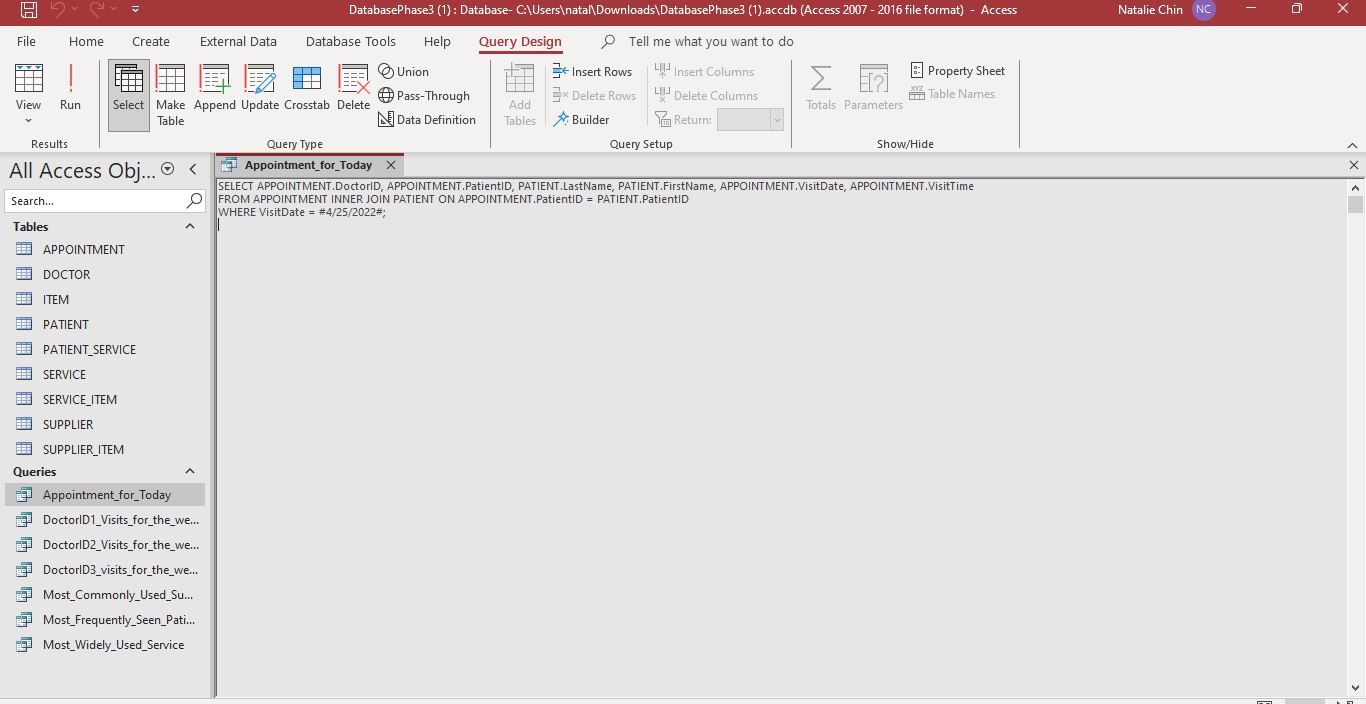 DatabasePhase3 (1) : Database- C:\Users\natal\Downloads\DatabasePhase3 (1).accdb (Access 2007 - 2016 file format) - Access
Natalie Chin NC
File Home Create External Data Database Tools Help Query Design Tell me what you want to do
View Run Select Make Table Append Update Crosstab Delete
Union
Pass-Through
Data Definition
Add Tables
Insert Rows
Delete Rows
Builder
Insert Columns
Delete Columns
Return:
Totals Parameters
Property Sheet
XYZ Table Names
Results Query Type Query Setup Show/Hide
All Access Obj...
Search...
Tables
APPOINTMENT
DOCTOR
ITEM
PATIENT
PATIENT_SERVICE
SERVICE
SERVICE_ITEM
SUPPLIER
SUPPLIER_ITEM
Queries
Appointment_for_Today
DoctorID1_Visits_for_the_we...
DoctorID2_Visits_for_the_we...
DoctorID3_visits_for_the_we...
Most_Commonly_Used_Su...
Most_Frequently_Seen_Pati...
Most_Widely_Used_Service
Appointment_for_Today
SELECT APPOINTMENT.DoctorID, APPOINTMENT.PatientID, PATIENT.LastName, PATIENT.FirstName, APPOINTMENT.VisitDate, APPOINTMENT.VisitTime
FROM APPOINTMENT INNER JOIN PATIENT ON APPOINTMENT.PatientID = PATIENT.PatientID
WHERE VisitDate = #4/25/2022#;